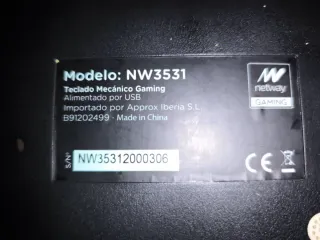 Modelo: NW3531
Teclado Mecánico Gaming
Alimentado por USB
Importado por Approx Iberia S.L
B91202499 • Made in China
S/Nº
NW35312000306
netway
GAMING
CE